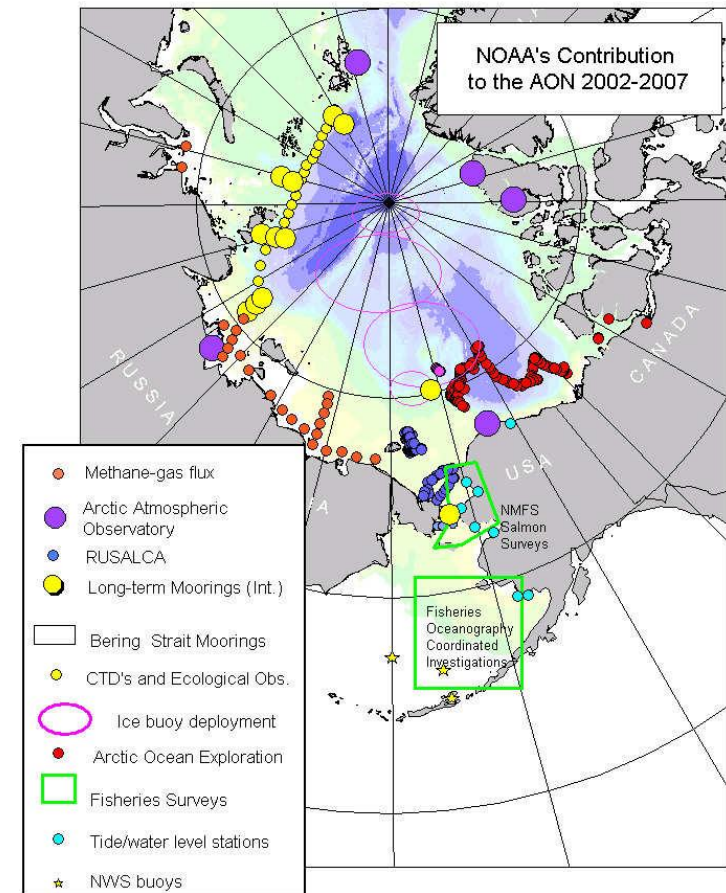 NOAA's Contribution
to the AON 2002-2007
RUSSIA
CANADA
USA
NMFS
Salmon
Surveys
Fisheries
Oceanography
Coordinated
Investigations
Methane-gas flux
Arctic Atmospheric
Observatory
RUSALCA
Long-term Moorings (Int.)
Bering Strait Moorings
CTD's and Ecological Obs.
Ice buoy deployment
Arctic Ocean Exploration
Fisheries Surveys
Tide/water level stations
NWS buoys